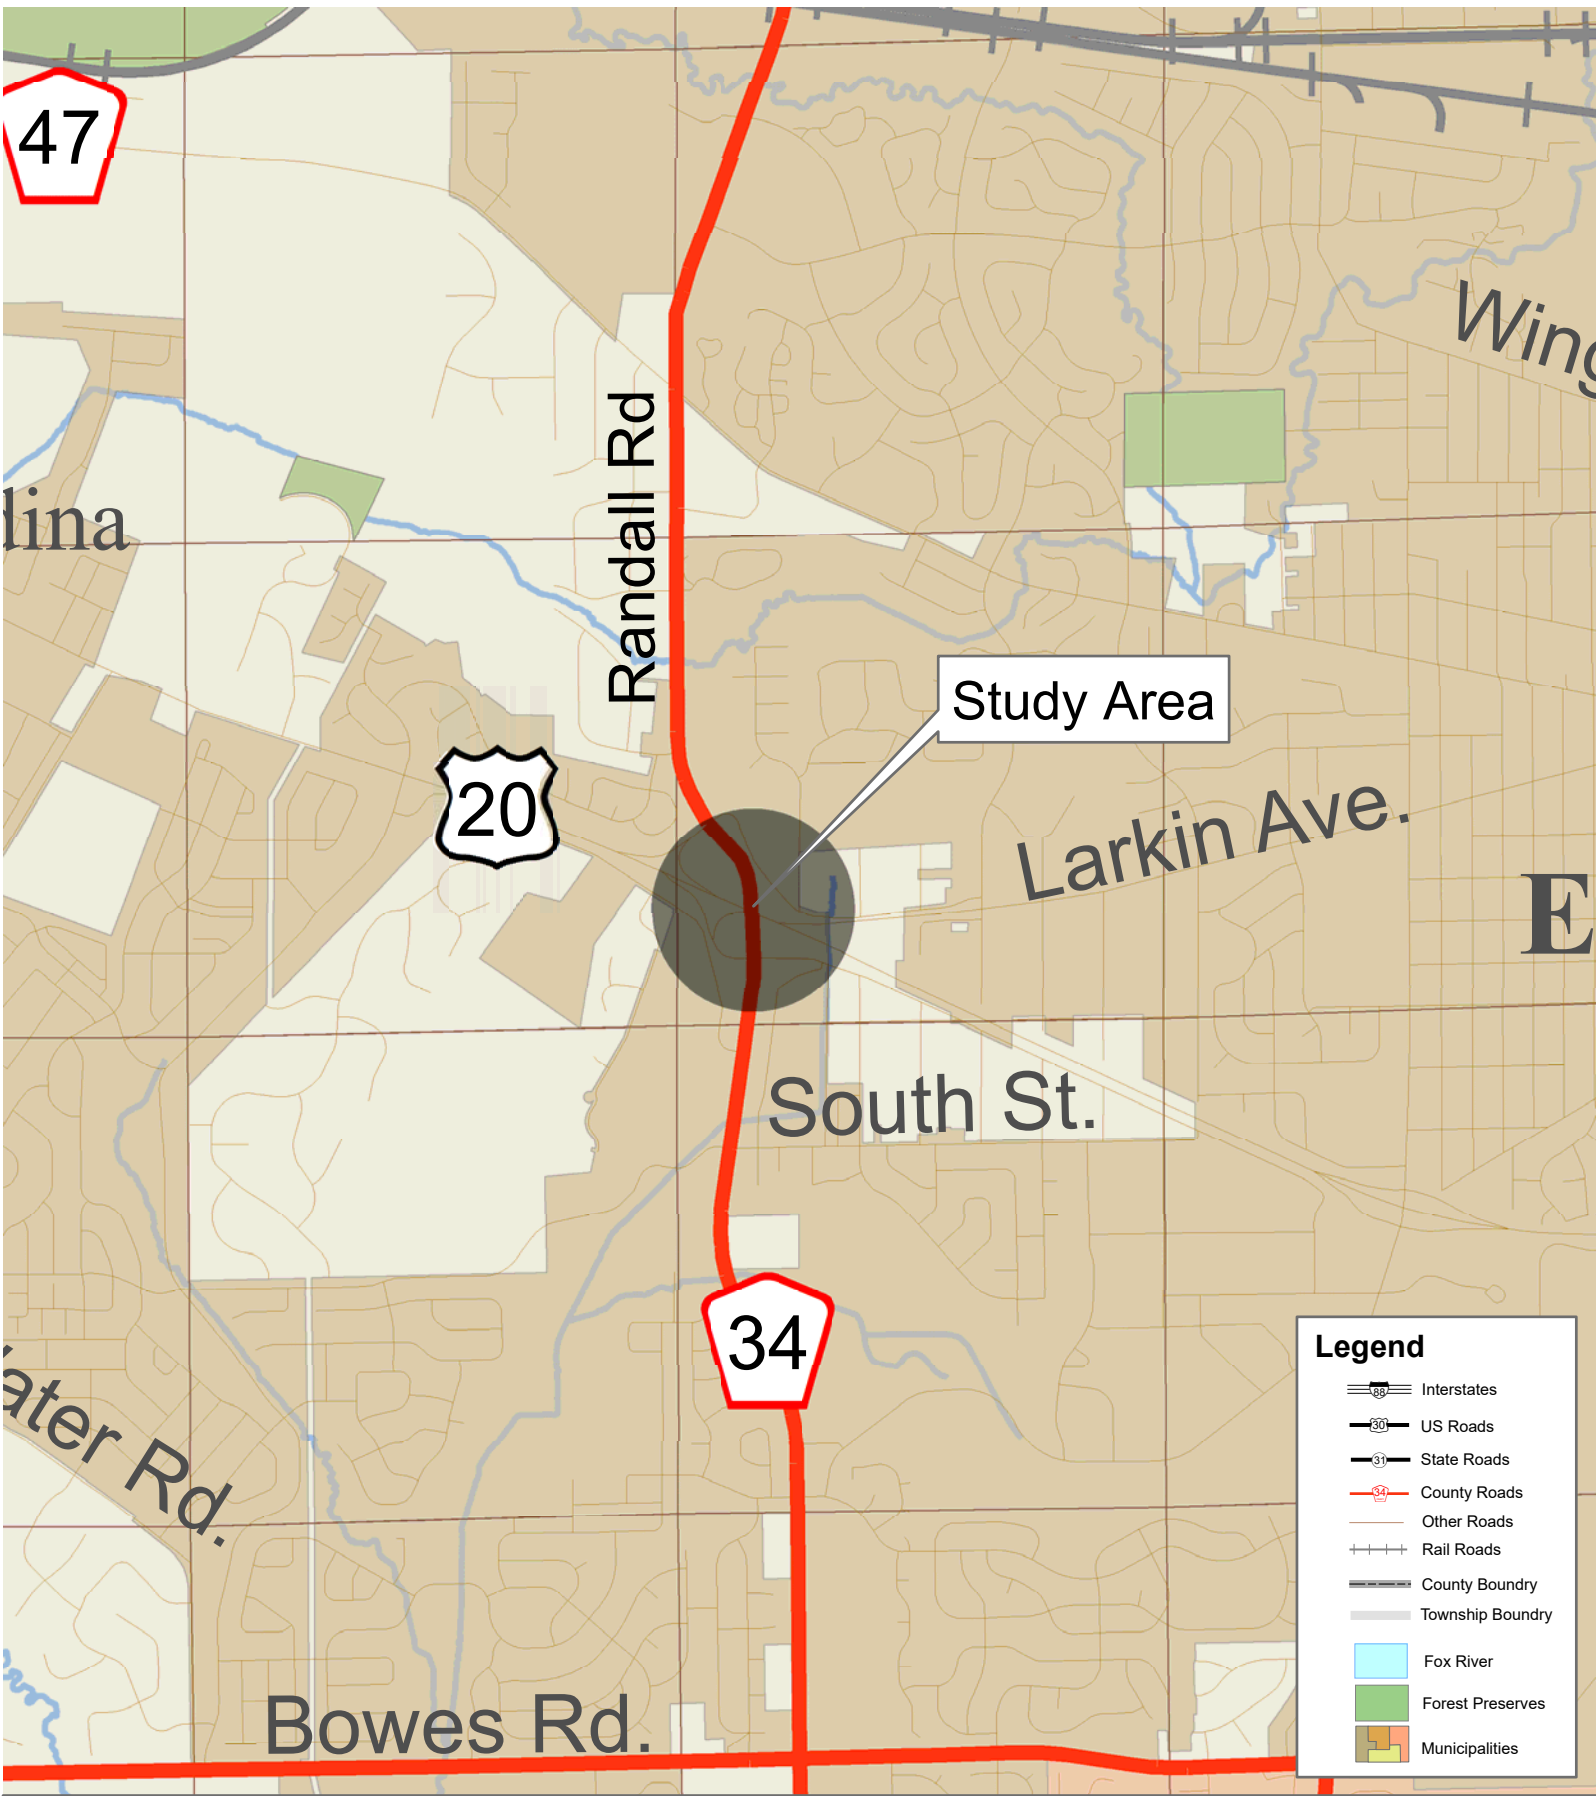 47
Wing
Randall Rd
dina
Study Area
20
Larkin Ave.
E
South St.
34
ater Rd.
Bowes Rd.
Legend
88 Interstates
30 US Roads
31 State Roads
34 County Roads
Other Roads
Rail Roads
County Boundry
Township Boundry
Fox River
Forest Preserves
Municipalities